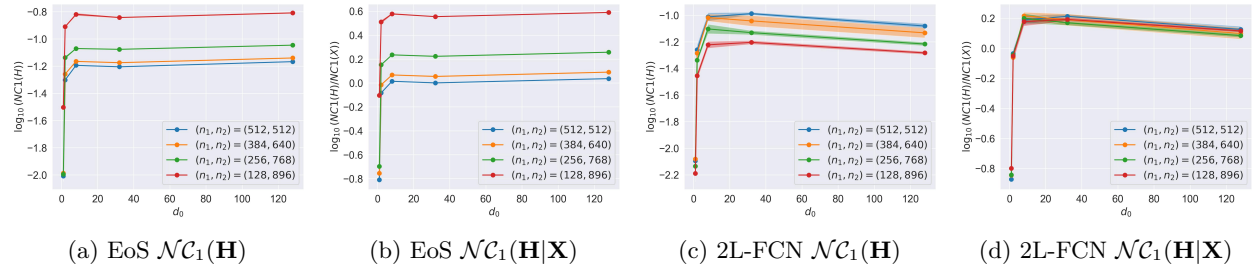 log10(NC1(H))
−0.8
−1.0
−1.2
−1.4
−1.6
−1.8
−2.0
(n1, n2) = (512, 512)
(n1, n2) = (384, 640)
(n1, n2) = (256, 768)
(n1, n2) = (128, 896)
0 20 40 60 80 100 120
d0
(a) EoS NC1(H)
log10(NC1(H)/NC1(X))
0.6
0.4
0.2
0.0
−0.2
−0.4
−0.6
−0.8
(n1, n2) = (512, 512)
(n1, n2) = (384, 640)
(n1, n2) = (256, 768)
(n1, n2) = (128, 896)
0 20 40 60 80 100 120
d0
(b) EoS NC1(H|X)
log10(NC1(H))
−1.0
−1.2
−1.4
−1.6
−1.8
−2.0
−2.2
(n1, n2) = (512, 512)
(n1, n2) = (384, 640)
(n1, n2) = (256, 768)
(n1, n2) = (128, 896)
0 20 40 60 80 100 120
d0
(c) 2L-FCN NC1(H)
log10(NC1(H)/NC1(X))
0.2
0.0
−0.2
−0.4
−0.6
−0.8
(n1, n2) = (512, 512)
(n1, n2) = (384, 640)
(n1, n2) = (256, 768)
(n1, n2) = (128, 896)
0 20 40 60 80 100 120
d0
(d) 2L-FCN NC1(H|X)